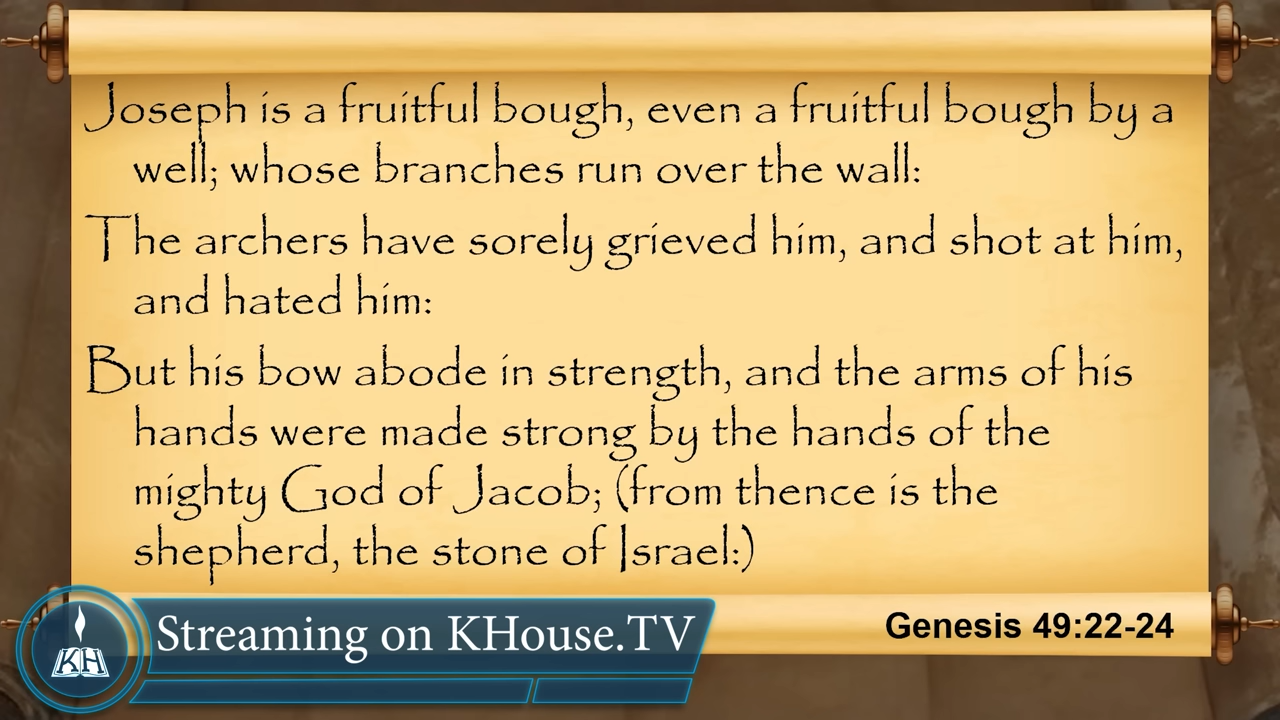 Joseph is a fruitful bough, even a fruitful bough by a
well; whose branches run over the wall:
The archers have sorely grieved him, and shot at him,
and hated him:
But his bow abode in strength, and the arms of his
hands were made strong by the hands of the
mighty God of Jacob; (from thence is the
shepherd, the stone of Israel:)
Genesis 49:22-24
Streaming on KHouse.TV
KH